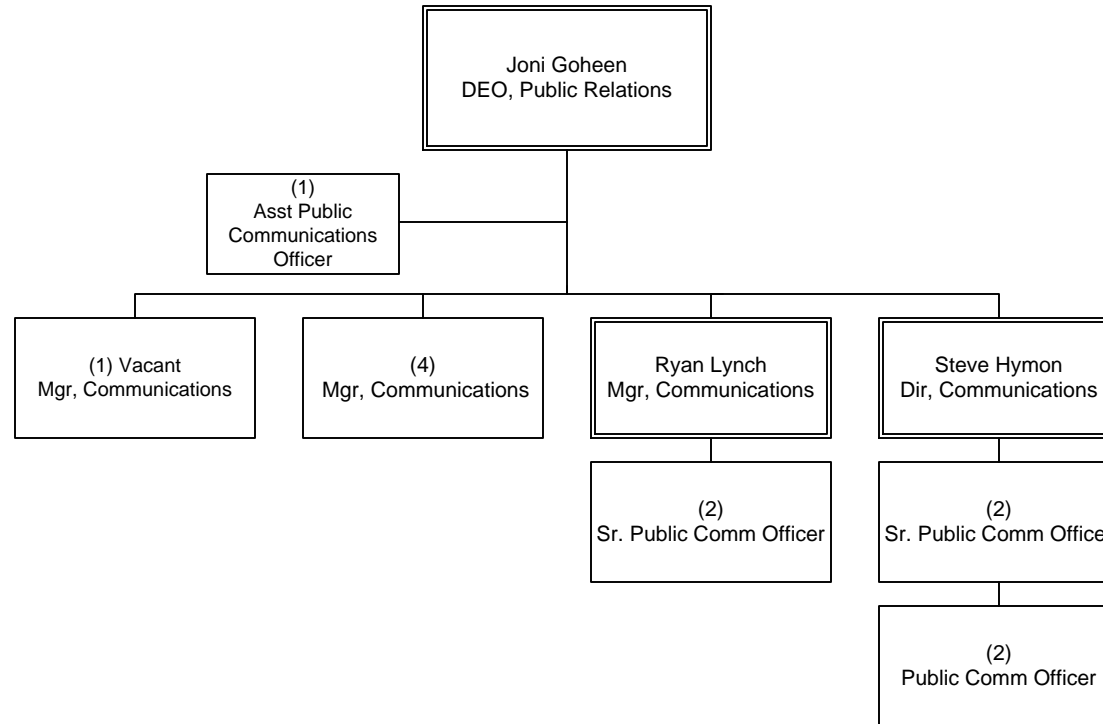 Joni Goheen
DEO, Public Relations
(1)
Asst Public
Communications
Officer
(1) Vacant
Mgr, Communications
(4)
Mgr, Communications
Ryan Lynch
Mgr, Communications
Steve Hymon
Dir, Communications
(2)
Sr. Public Comm Officer
(2)
Sr. Public Comm Office
(2)
Public Comm Officer